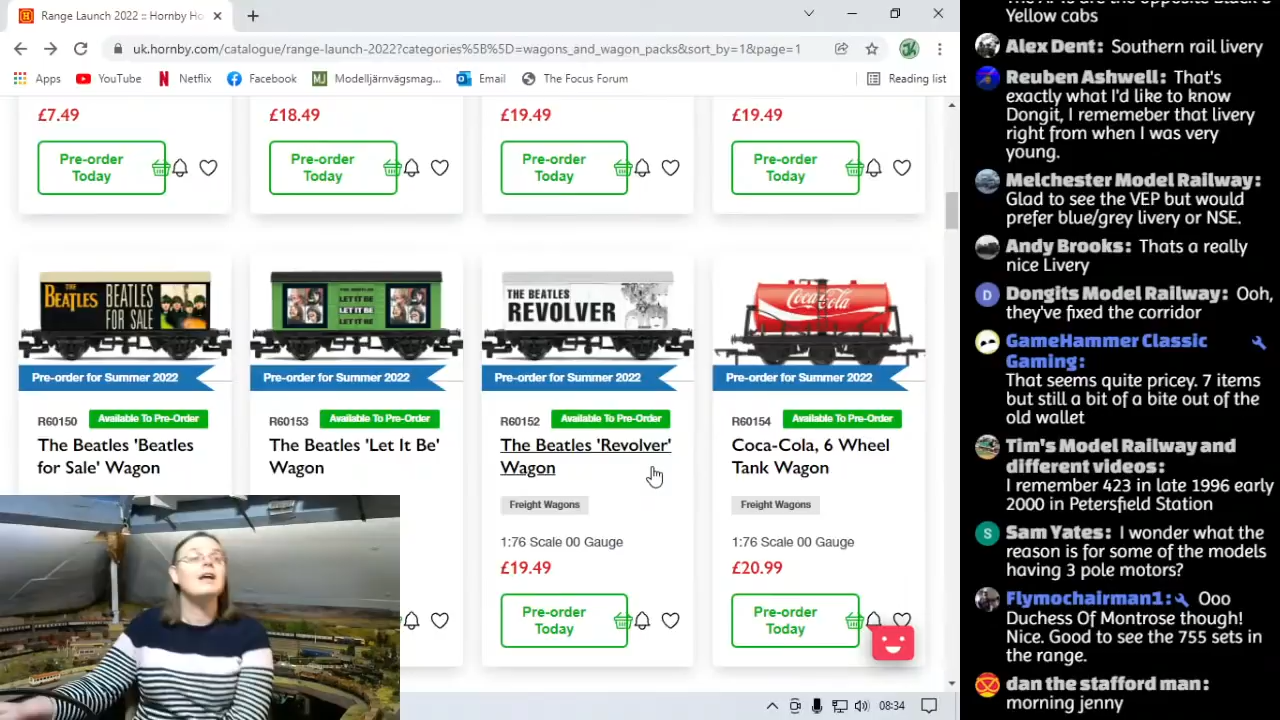 Range Launch 2022 :: Hornby Ho
uk.hornby.com/catalogue/range-launch-2022?categories%5B%5D=wagons_and_wagon_packs&sort_by=1&page=1
Apps YouTube Netflix Facebook Modelljärnvägsmag... Email The Focus Forum Reading list
£7.49 £18.49 £19.49 £19.49
Pre-order Today
Pre-order Today
Pre-order Today
Pre-order Today
THE BEATLES
BEATLES
FOR SALE
Pre-order for Summer 2022
R60150 Available To Pre-Order
The Beatles 'Beatles
for Sale' Wagon
LET IT BE
LET IT BE
LET IT BE
Pre-order for Summer 2022
R60153 Available To Pre-Order
The Beatles 'Let It Be'
Wagon
THE BEATLES
REVOLVER
Pre-order for Summer 2022
R60152 Available To Pre-Order
The Beatles 'Revolver'
Wagon
Freight Wagons
1:76 Scale 00 Gauge
£19.49
Pre-order
Today
Coca-Cola
Pre-order for Summer 2022
R60154 Available To Pre-Order
Coca-Cola, 6 Wheel
Tank Wagon
Freight Wagons
1:76 Scale 00 Gauge
£20.99
Pre-order
Today
08:34
Yellow cabs
Alex Dent: Southern rail livery
Reuben Ashwell: That's
exactly what I'd like to know
Dongit, I rememeber that livery
right from when I was very
young.
Melchester Model Railway:
Glad to see the VEP but would
prefer blue/grey livery or NSE.
Andy Brooks: Thats a really
nice Livery
D Dongits Model Railway: Ooh,
they've fixed the corridor
GameHammer Classic
Gaming:
That seems quite pricey. 7 items
but still a bit of a bite out of the
old wallet
Tim's Model Railway and
different videos:
I remember 423 in late 1996 early
2000 in Petersfield Station
S Sam Yates: I wonder what the
reason is for some of the models
having 3 pole motors?
Flymochairman1: Ooo
Duchess Of Montrose though!
Nice. Good to see the 755 sets in
the range.
dan the stafford man:
morning jenny